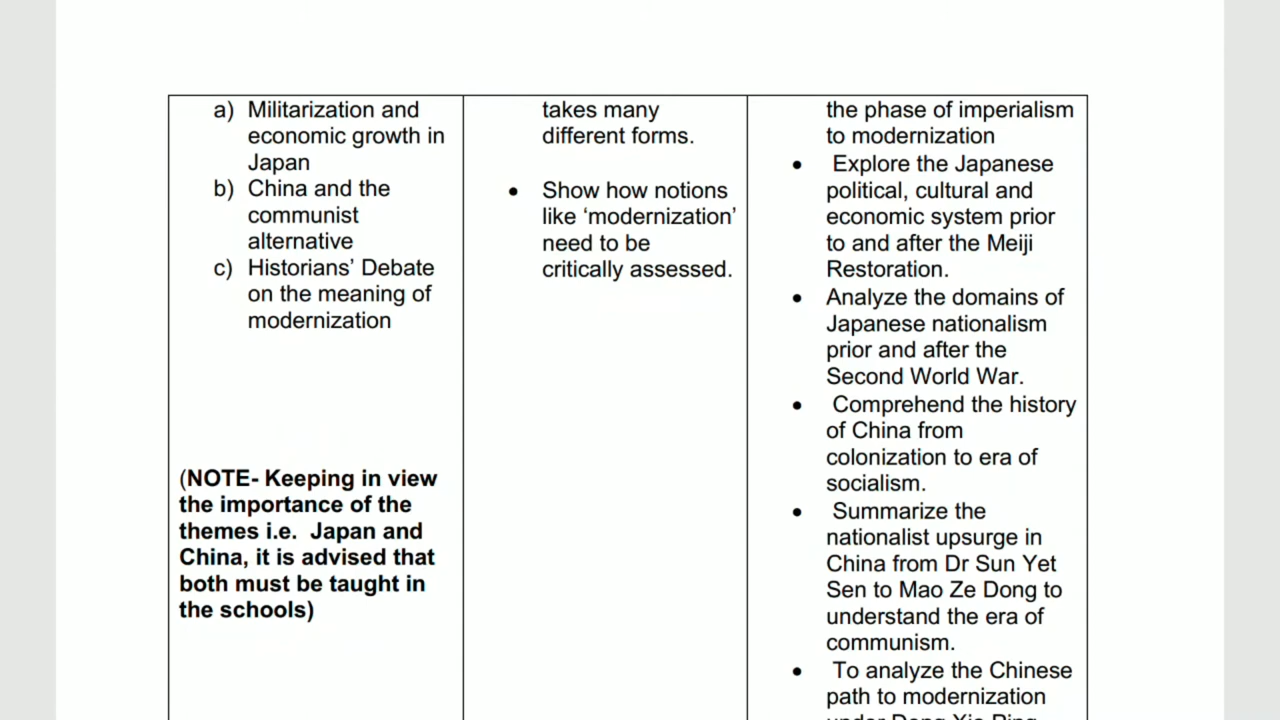 a) Militarization and
economic growth in
Japan
b) China and the
communist
alternative
c) Historians’ Debate
on the meaning of
modernization
(NOTE- Keeping in view
the importance of the
themes i.e. Japan and
China, it is advised that
both must be taught in
the schools)
takes many
different forms.
• Show how notions
like ‘modernization’
need to be
critically assessed.
the phase of imperialism
to modernization
• Explore the Japanese
political, cultural and
economic system prior
to and after the Meiji
Restoration.
• Analyze the domains of
Japanese nationalism
prior and after the
Second World War.
• Comprehend the history
of China from
colonization to era of
socialism.
• Summarize the
nationalist upsurge in
China from Dr Sun Yet
Sen to Mao Ze Dong to
understand the era of
communism.
• To analyze the Chinese
path to modernization
under Deng Xio Ping